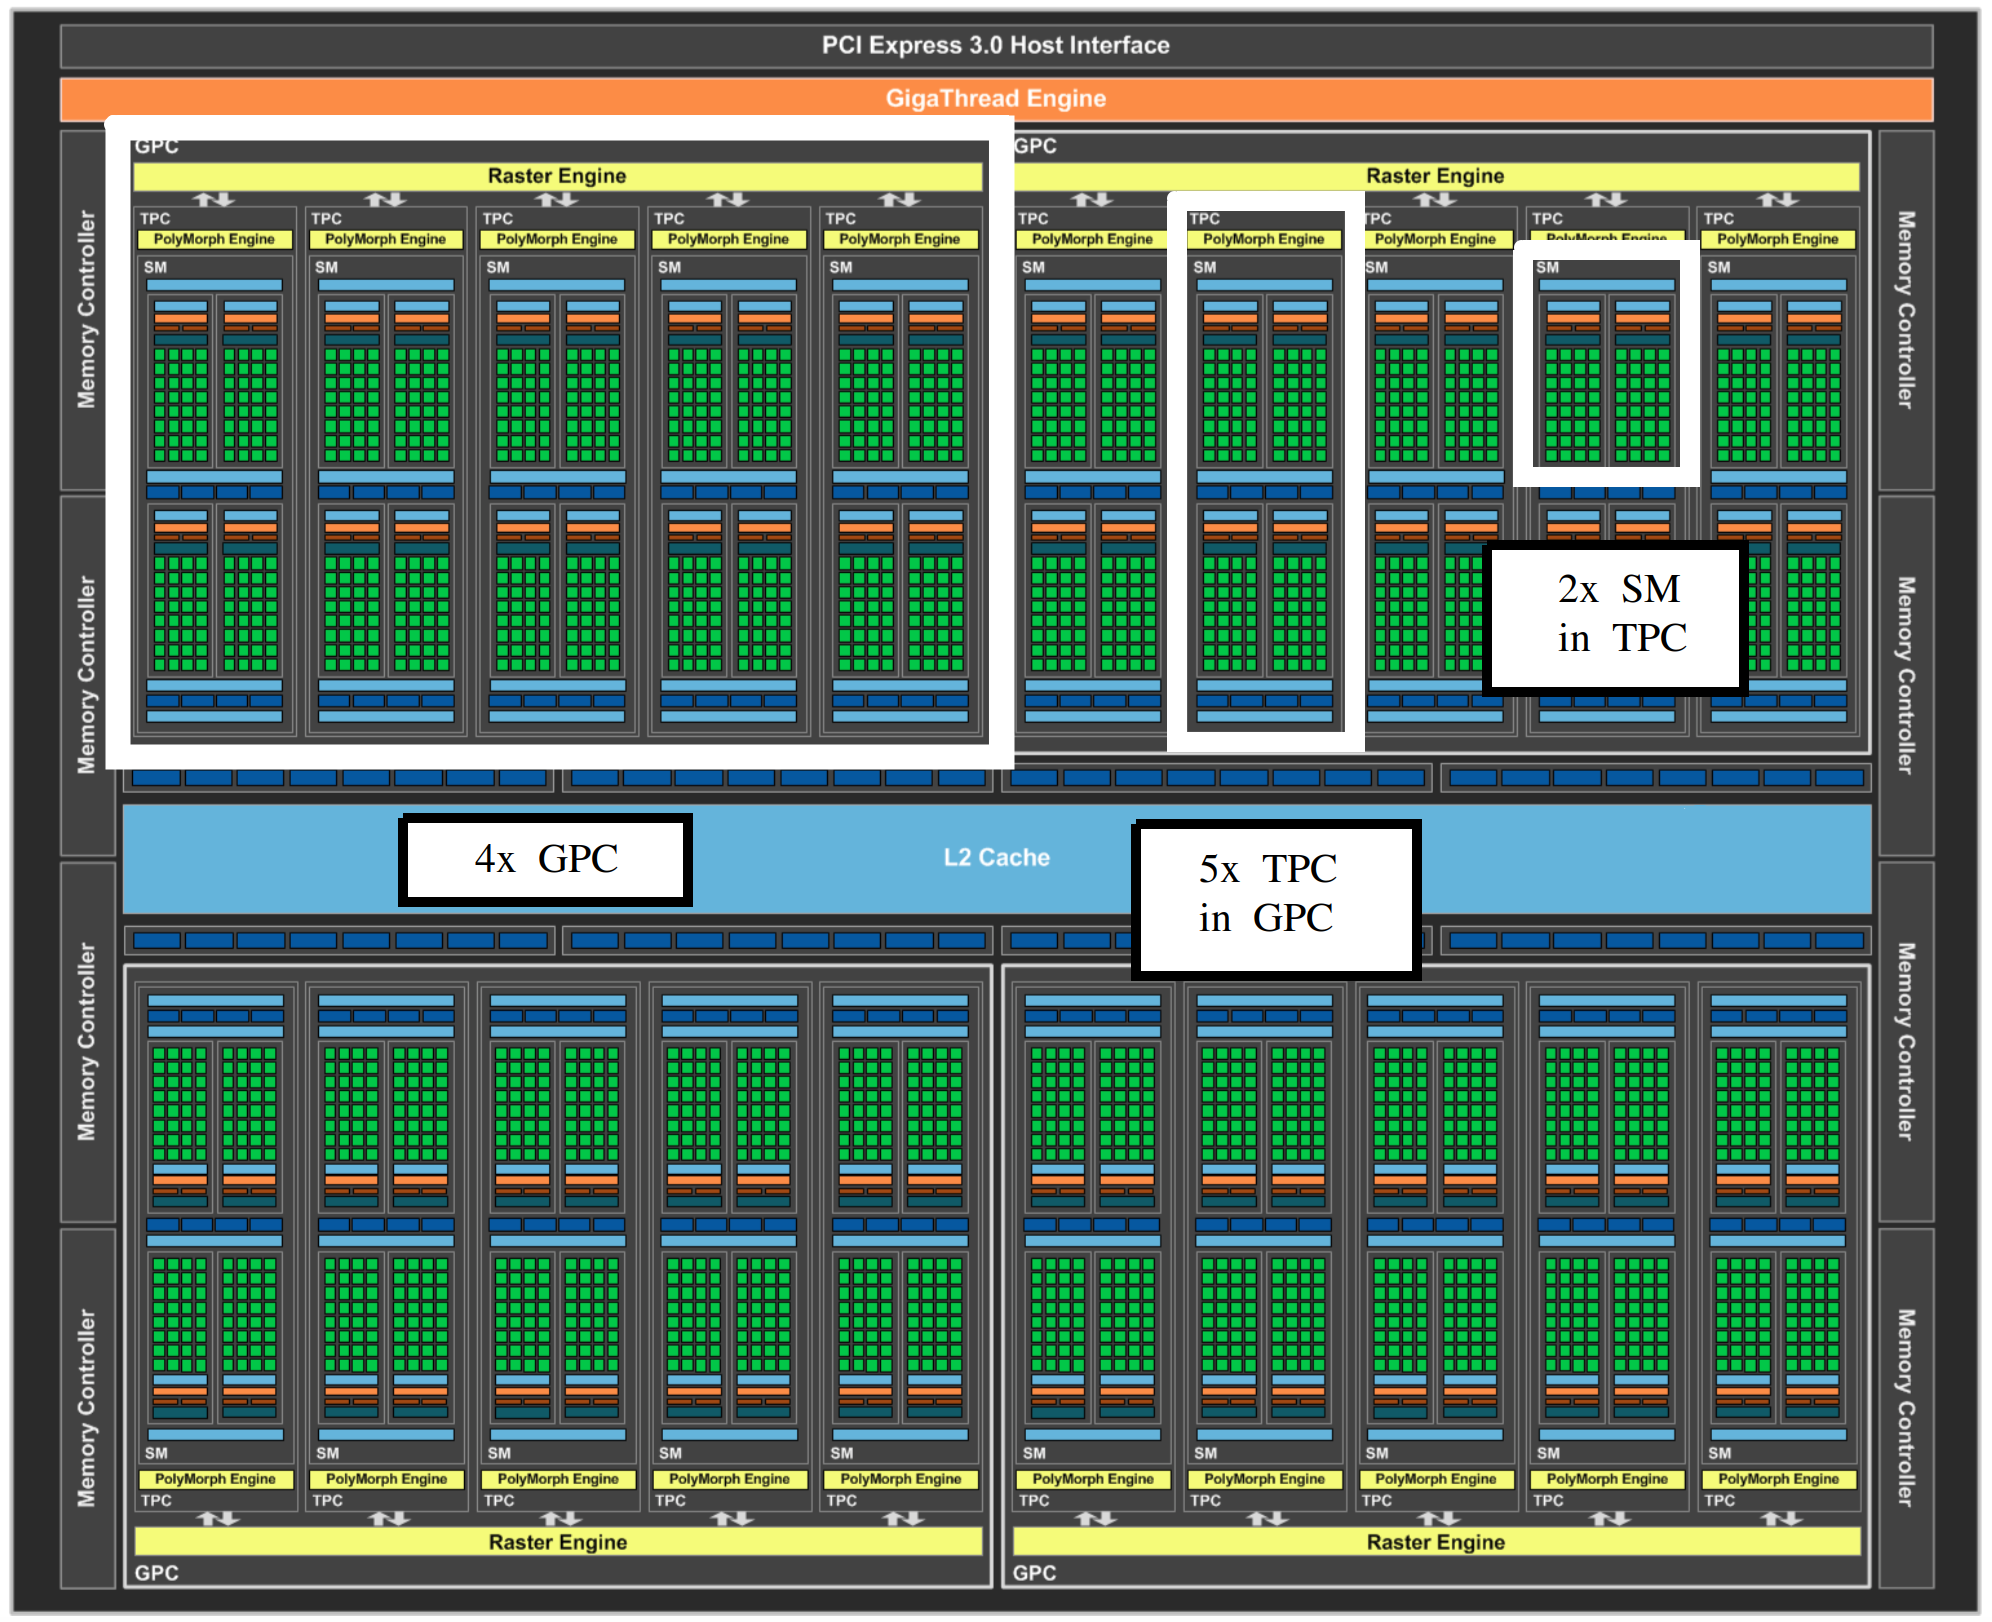 PCI Express 3.0 Host Interface
GigaThread Engine
Memory Controller
Memory Controller
Memory Controller
Memory Controller
GPC
Raster Engine
TPC TPC TPC TPC TPC
PolyMorph Engine PolyMorph Engine PolyMorph Engine PolyMorph Engine PolyMorph Engine
SM SM SM SM SM
GPC
Raster Engine
TPC TPC TPC TPC TPC
PolyMorph Engine PolyMorph Engine PolyMorph Engine PolyMorph Engine PolyMorph Engine
SM SM SM SM SM
2x SM
in TPC
Memory Controller
Memory Controller
Memory Controller
Memory Controller
4x GPC
L2 Cache
5x TPC
in GPC
SM SM SM SM SM
PolyMorph Engine PolyMorph Engine PolyMorph Engine PolyMorph Engine PolyMorph Engine
TPC TPC TPC TPC TPC
Raster Engine
GPC
SM SM SM SM SM
PolyMorph Engine PolyMorph Engine PolyMorph Engine PolyMorph Engine PolyMorph Engine
TPC TPC TPC TPC TPC
Raster Engine
GPC